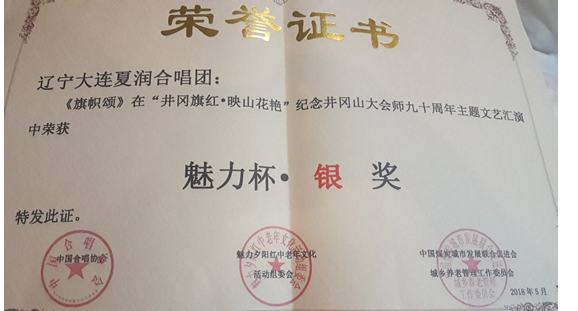 荣誉证书
辽宁大连夏润合唱团：
《旗帜颂》在“井冈旗红•映山花艳”纪念井冈山大会师九十周年主题文艺汇演
中荣获
魅力杯• 银 奖
特发此证。
中国合唱协会
魅力夕阳红中老年文化
活动组委会
城市发展联合促进会
城乡养老管理工作委员会
2018年5月